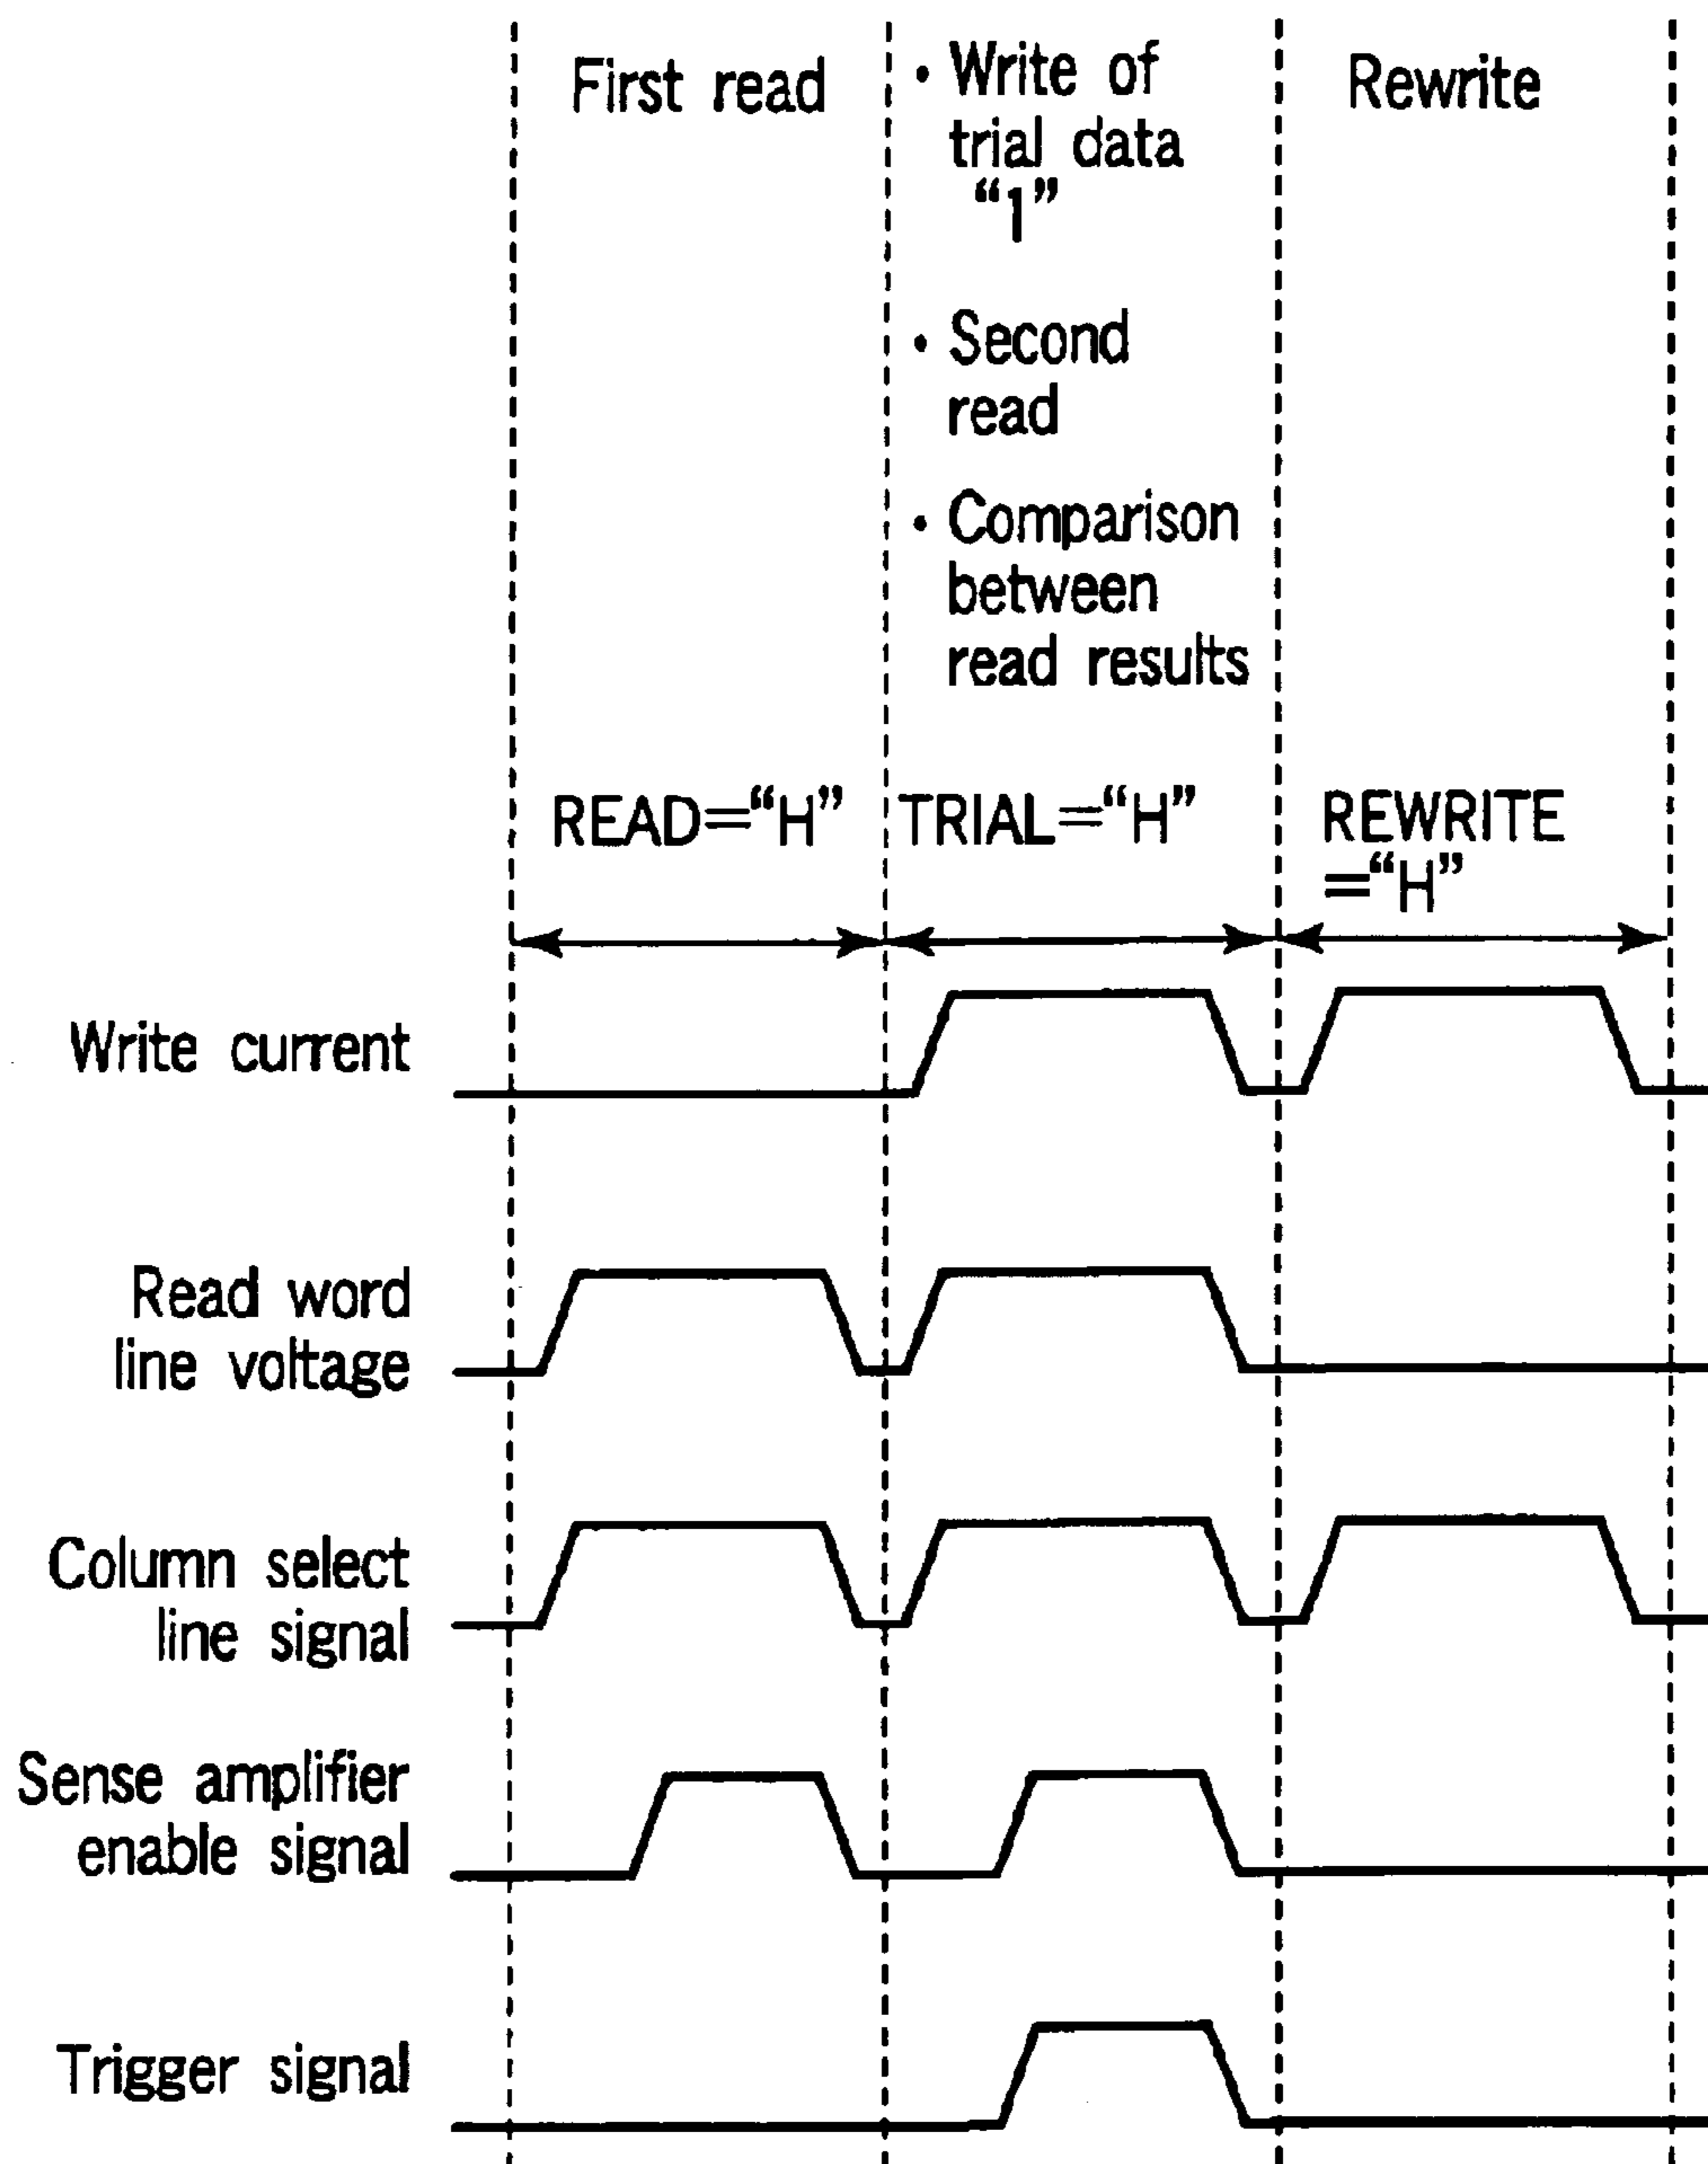 First read
• Write of
trial data
“1”
• Second
read
• Comparison
between
read results
Rewrite
READ=“H”
TRIAL=“H”
REWRITE
=“H”
Write current
Read word
line voltage
Column select
line signal
Sense amplifier
enable signal
Trigger signal